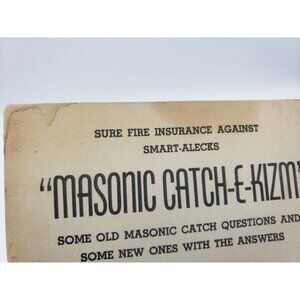 SURE FIRE INSURANCE AGAINST
SMART-ALECKS
"MASONIC CATCH-E-KIZM"
SOME OLD MASONIC CATCH QUESTIONS AND
SOME NEW ONES WITH THE ANSWERS